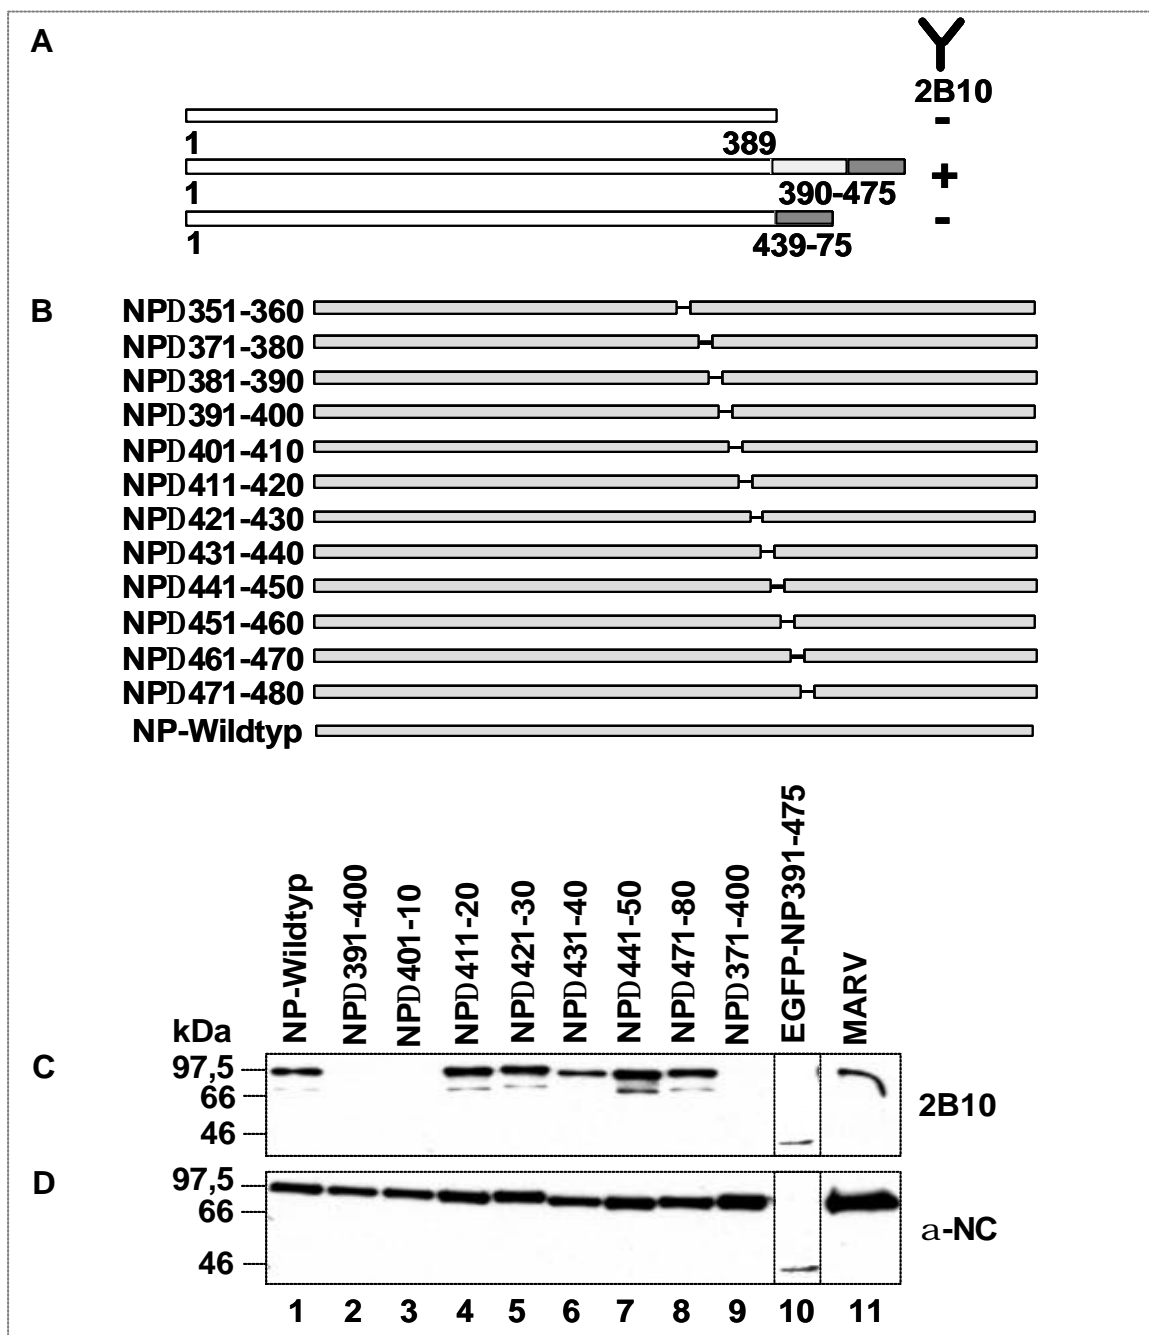 A
2B10
-
1 389
+
1 390-475
-
1 439-75
B
NPD351-360
NPD371-380
NPD381-390
NPD391-400
NPD401-410
NPD411-420
NPD421-430
NPD431-440
NPD441-450
NPD451-460
NPD461-470
NPD471-480
NP-Wildtyp
NP-Wildtyp
NPD391-400
NPD401-10
NPD411-20
NPD421-30
NPD431-40
NPD441-50
NPD471-80
NPD371-400
EGFP-NP391-475
MARV
kDa
C
97,5
66
46
2B10
D
97,5
66
46
a-NC
1 2 3 4 5 6 7 8 9 10 11